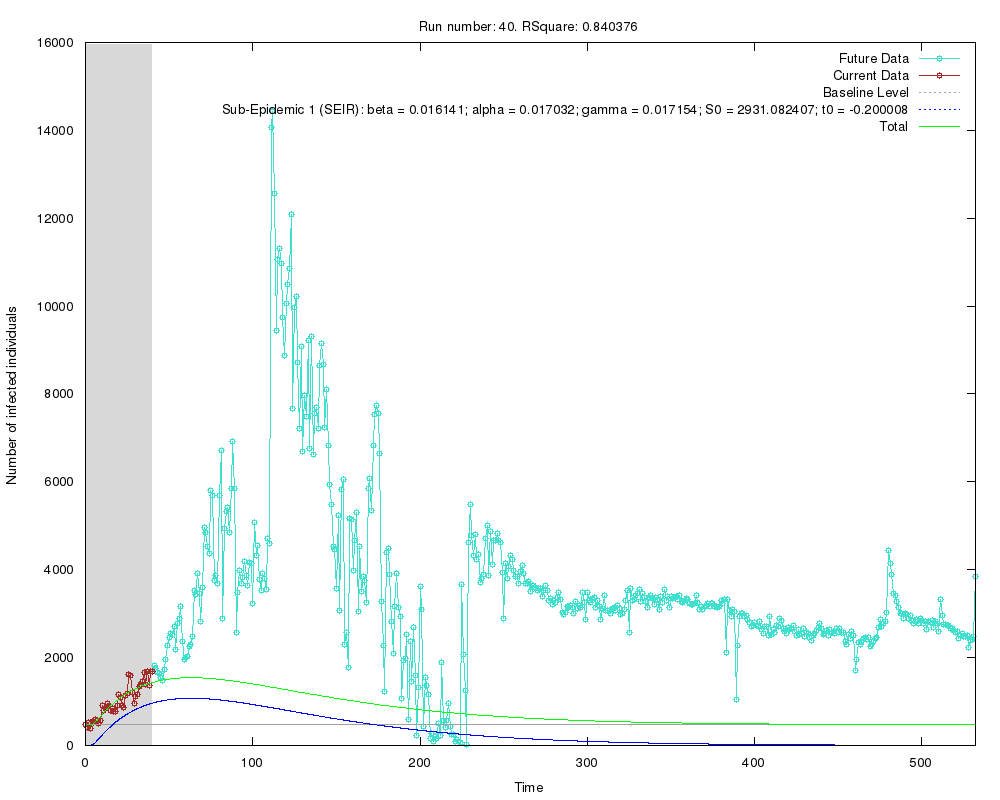 Run number: 40. RSquare: 0.840376
16000
14000
12000
10000
8000
6000
4000
2000
0
Number of infected individuals
Future Data
Current Data
Baseline Level
Sub-Epidemic 1 (SEIR): beta = 0.016141; alpha = 0.017032; gamma = 0.017154; S0 = 2931.082407; t0 = -0.200008
Total
0 100 200 300 400 500
Time